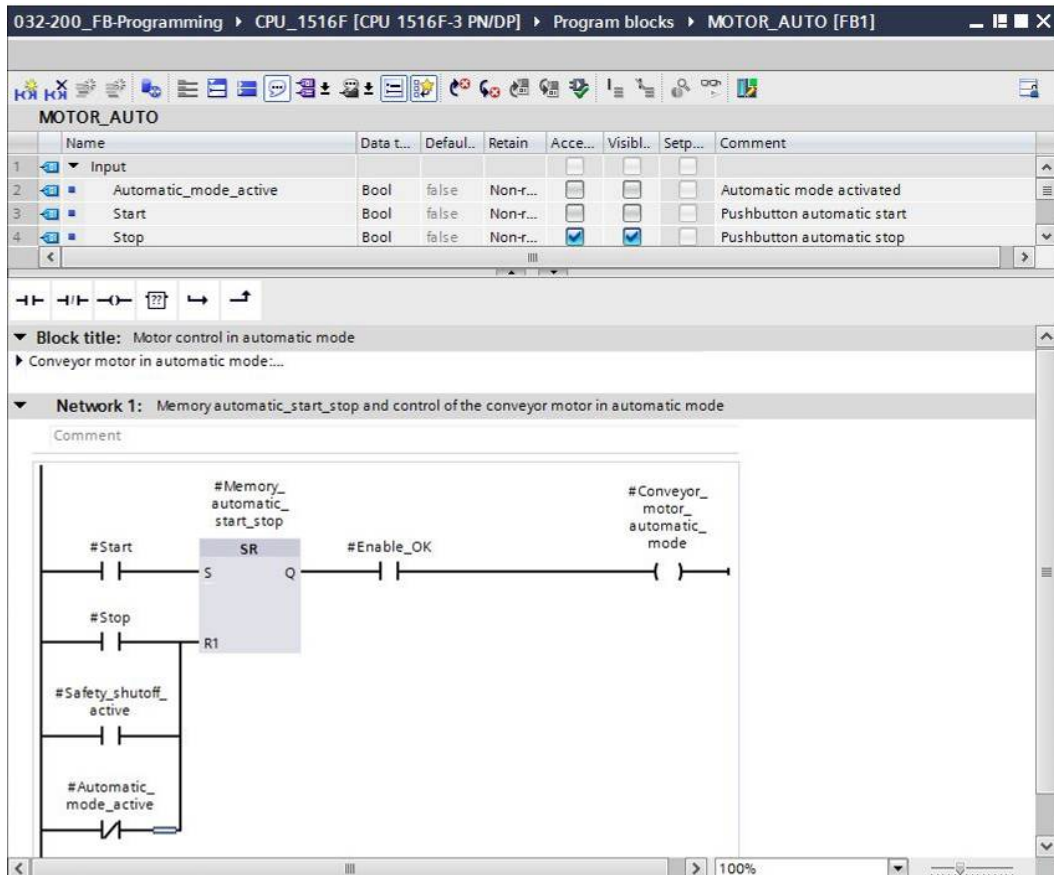 032-200_FB-Programming ▸ CPU_1516F [CPU 1516F-3 PN/DP] ▸ Program blocks ▸ MOTOR_AUTO [FB1]
MOTOR_AUTO
Name Data t... Defaul... Retain Acce... Visibl... Setp... Comment
1 Input
2 Automatic_mode_active Bool false Non-r... Automatic mode activated
3 Start Bool false Non-r... Pushbutton automatic start
4 Stop Bool false Non-r... Pushbutton automatic stop
??
Block title: Motor control in automatic mode
Conveyor motor in automatic mode:...
Network 1: Memory automatic_start_stop and control of the conveyor motor in automatic mode
Comment
#Memory_
automatic_
start_stop
#Conveyor_
motor_
automatic_
mode
#Start
SR
#Enable_OK
S Q
#Stop
R1
#Safety_shutoff_
active
#Automatic_
mode_active
100%